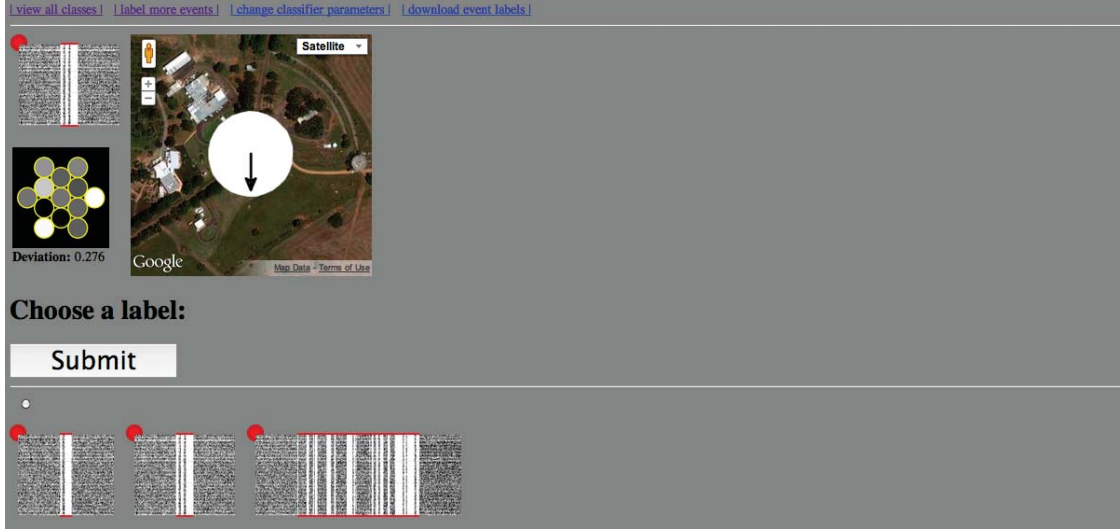 | view all classes | | label more events | | change classifier parameters | | download event labels |
Satellite
+
-
Google
Map Data - Terms of Use
Deviation: 0.276
Choose a label:
Submit